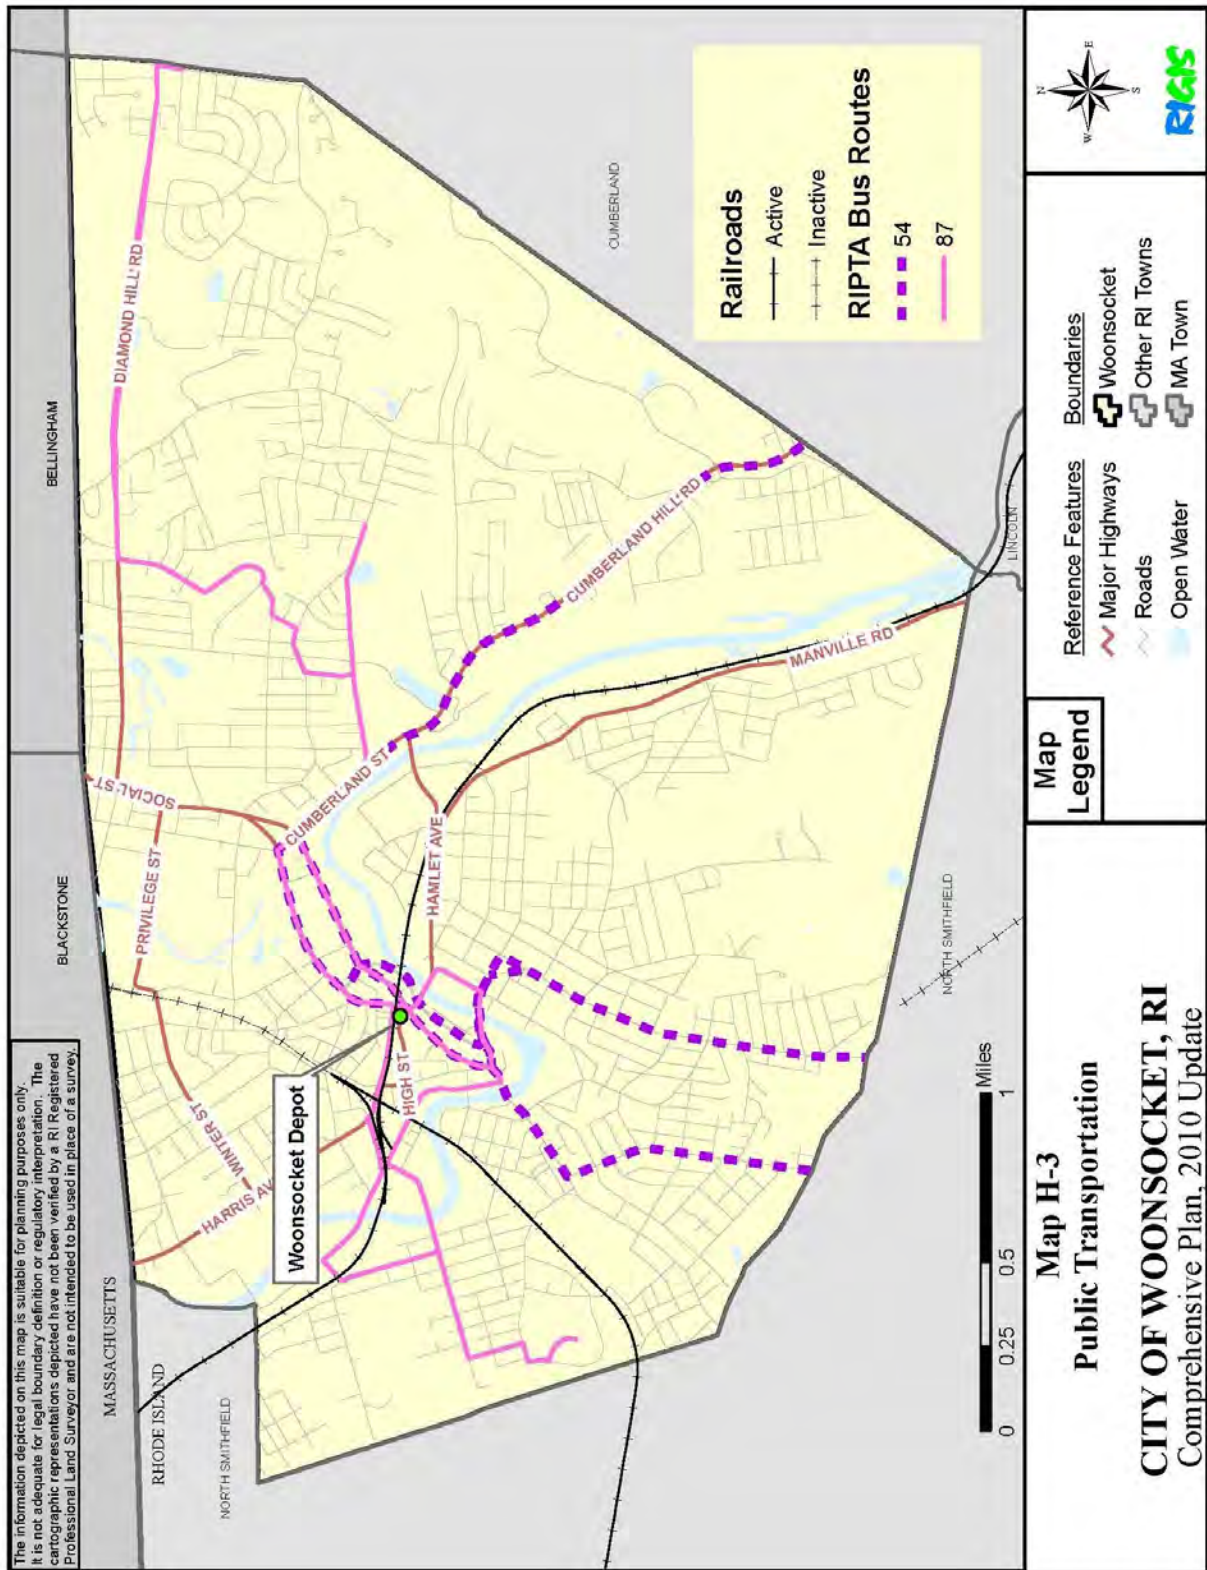 The information depicted on this map is suitable for planning purposes only.
It is not adequate for legal boundary definition or regulatory interpretation. The
cartographic representations depicted have not been verified by a RI Registered
Professional Land Surveyor and are not intended to be used in place of a survey.
MASSACHUSETTS
RHODE ISLAND
NORTH SMITHFIELD
BLACKSTONE
BELLINGHAM
CUMBERLAND
LINCOLN
NORTH SMITHFIELD
DIAMOND HILL RD
SOCIAL ST
PRIVILEGE ST
WINTER ST
HARRIS AV
CUMBERLAND ST
CUMBERLAND HILL RD
HAMLET AVE
MANVILLE RD
HIGH ST
Woonsocket Depot
Railroads
Active
Inactive
RIPTA Bus Routes
54
87
0 0.25 0.5 1
Miles
Map H-3
Public Transportation
CITY OF WOONSOCKET, RI
Comprehensive Plan, 2010 Update
Map
Legend
Reference Features
Major Highways
Roads
Open Water
Boundaries
Woonsocket
Other RI Towns
MA Town
N
E
S
W
RIGIS